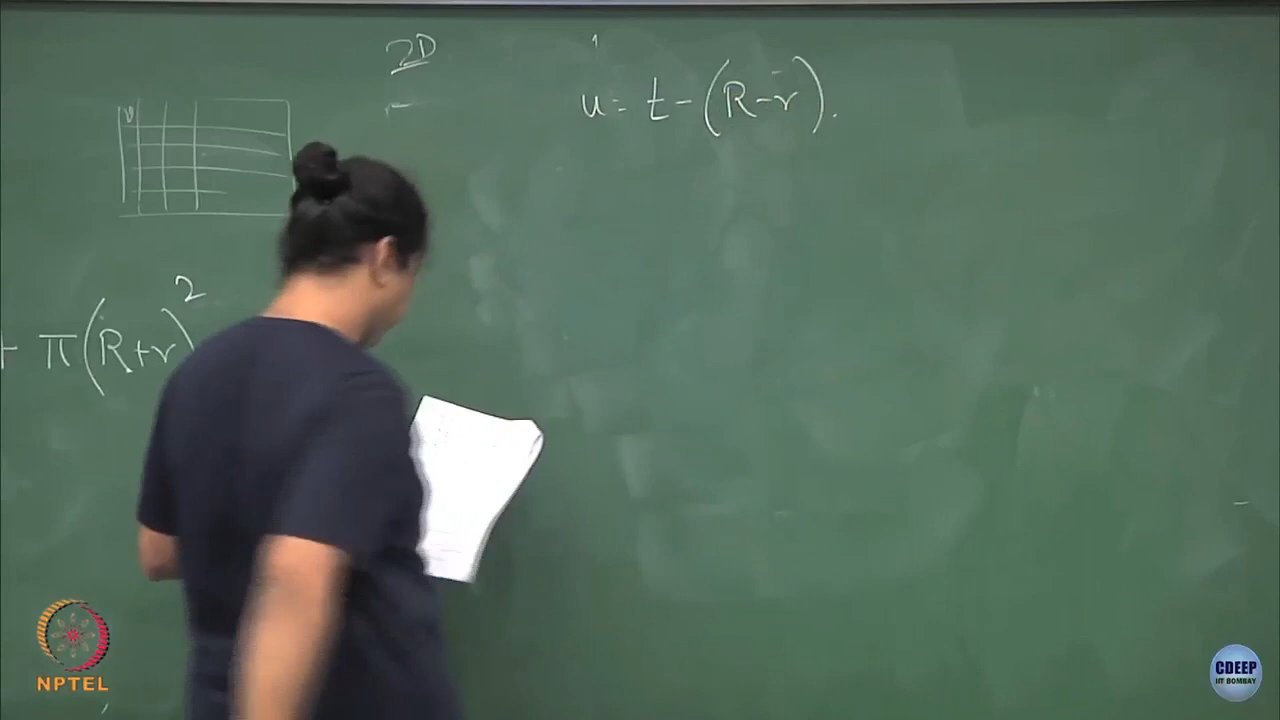 2D
u = t - (R-r).
v
+ π(R+r)²
NPTEL
CDEEP
IIT BOMBAY